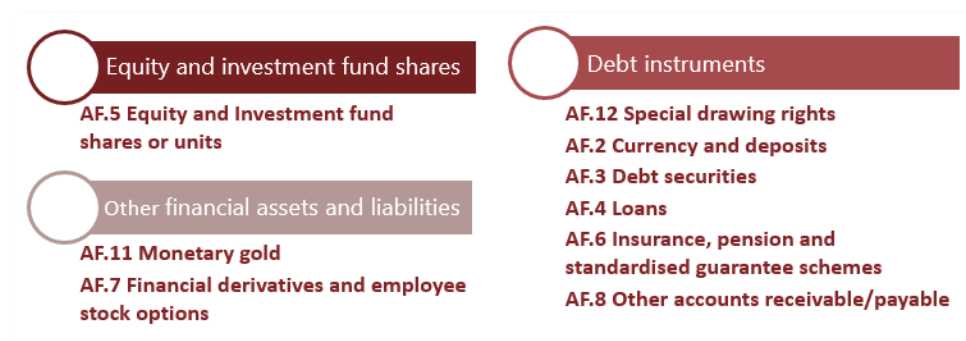 Equity and investment fund shares
AF.5 Equity and Investment fund
shares or units
Other financial assets and liabilities
AF.11 Monetary gold
AF.7 Financial derivatives and employee
stock options
Debt instruments
AF.12 Special drawing rights
AF.2 Currency and deposits
AF.3 Debt securities
AF.4 Loans
AF.6 Insurance, pension and
standardised guarantee schemes
AF.8 Other accounts receivable/payable